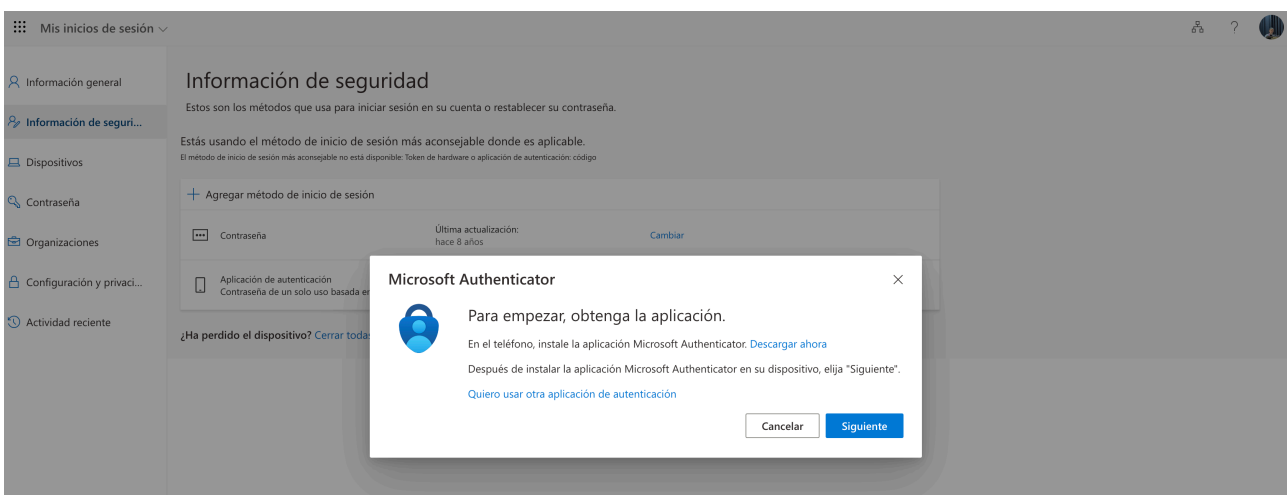 Mis inicios de sesión
?
Información general
Información de seguri...
Dispositivos
Contraseña
Organizaciones
Configuración y privaci...
Actividad reciente
Información de seguridad
Estos son los métodos que usa para iniciar sesión en su cuenta o restablecer su contraseña.
Estás usando el método de inicio de sesión más aconsejable donde es aplicable.
El método de inicio de sesión más aconsejable no está disponible: Token de hardware o aplicación de autenticación: código
Agregar método de inicio de sesión
Contraseña
Última actualización:
hace 8 años
Cambiar
Aplicación de autenticación
Contraseña de un solo uso basada en
¿Ha perdido el dispositivo? Cerrar todas
Microsoft Authenticator
Para empezar, obtenga la aplicación.
En el teléfono, instale la aplicación Microsoft Authenticator. Descargar ahora
Después de instalar la aplicación Microsoft Authenticator en su dispositivo, elija "Siguiente".
Quiero usar otra aplicación de autenticación
Cancelar
Siguiente